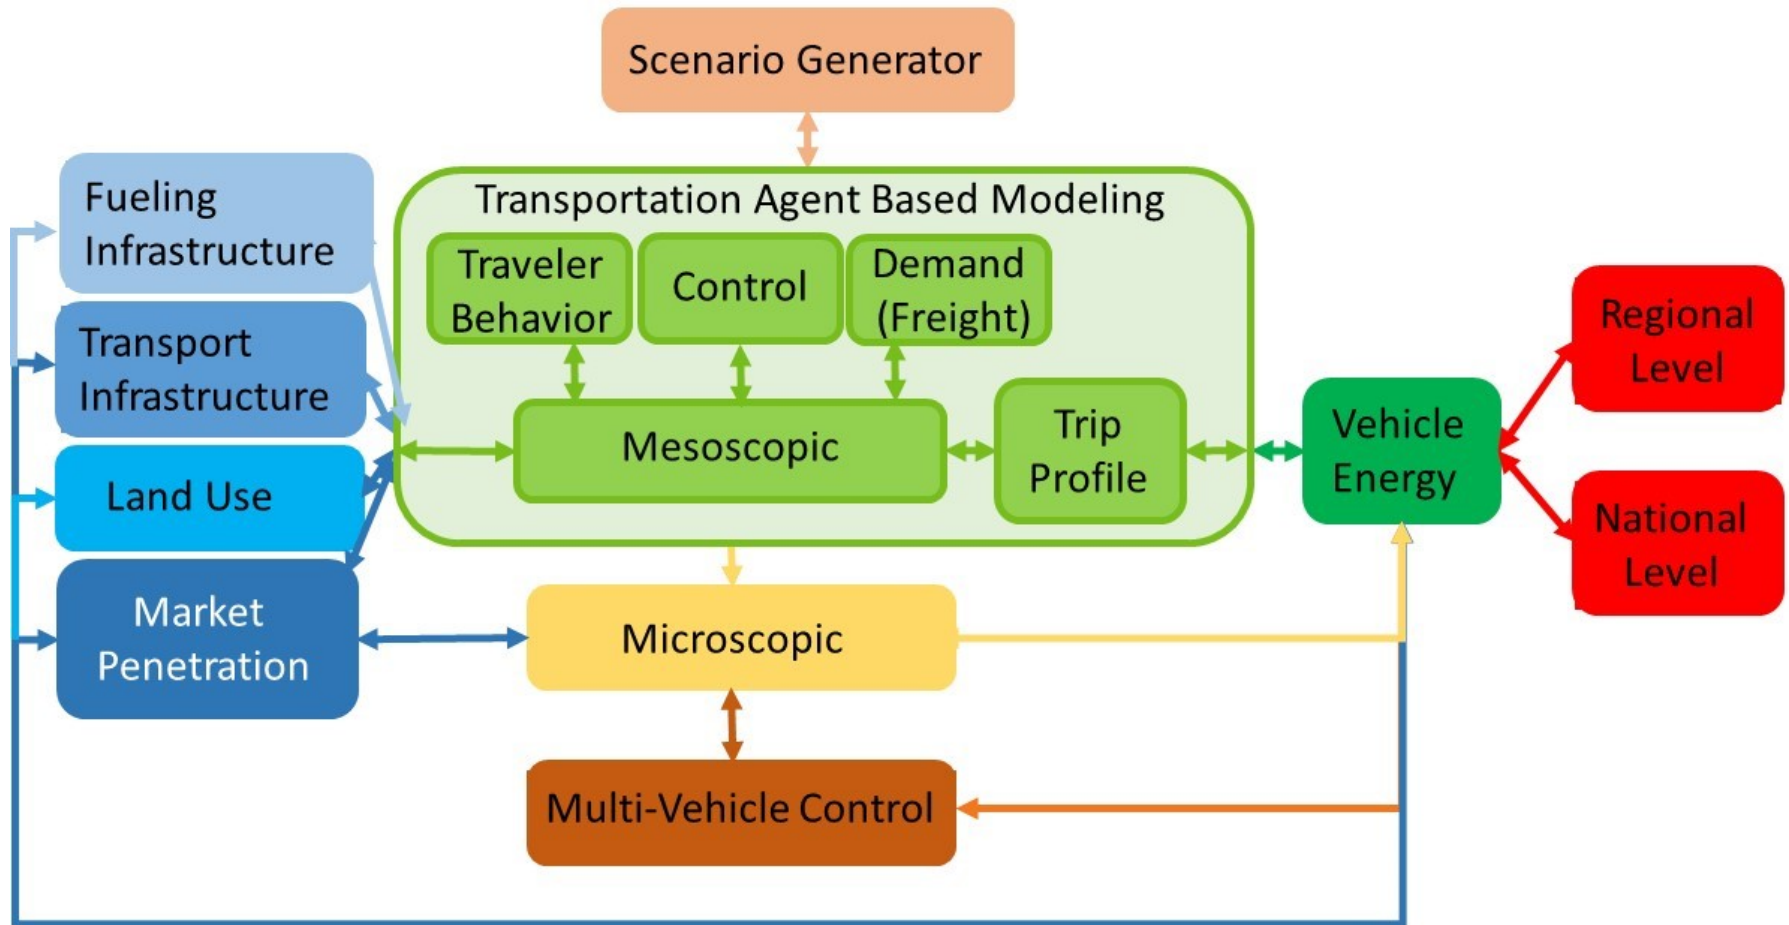 Scenario Generator
Transportation Agent Based Modeling
Fueling
Infrastructure
Traveler
Behavior
Control
Demand
(Freight)
Transport
Infrastructure
Regional
Level
Mesoscopic
Trip
Profile
Vehicle
Energy
Land Use
National
Level
Market
Penetration
Microscopic
Multi-Vehicle Control